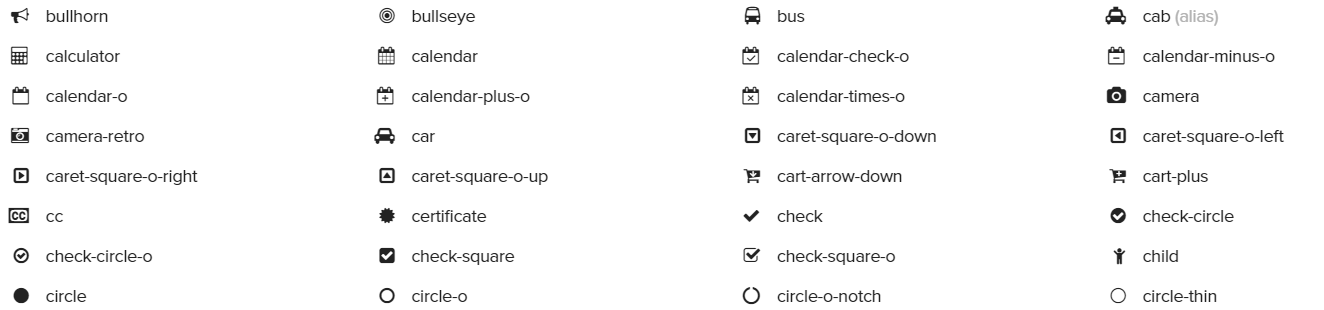 bullhorn bullseye bus cab (alias)
calculator calendar calendar-check-o calendar-minus-o
calendar-o calendar-plus-o calendar-times-o camera
camera-retro car caret-square-o-down caret-square-o-left
caret-square-o-right caret-square-o-up cart-arrow-down cart-plus
CC cc certificate check check-circle
check-circle-o check-square check-square-o child
circle circle-o circle-o-notch circle-thin